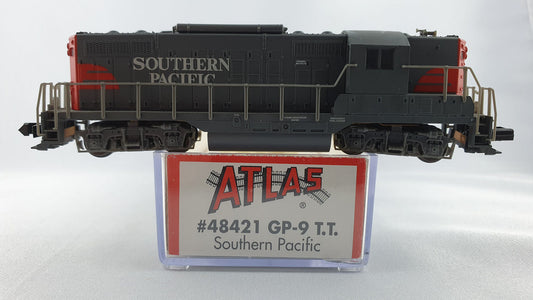 SOUTHERN
PACIFIC
ATLAS
®
#48421 GP-9 T.T.
Southern Pacific